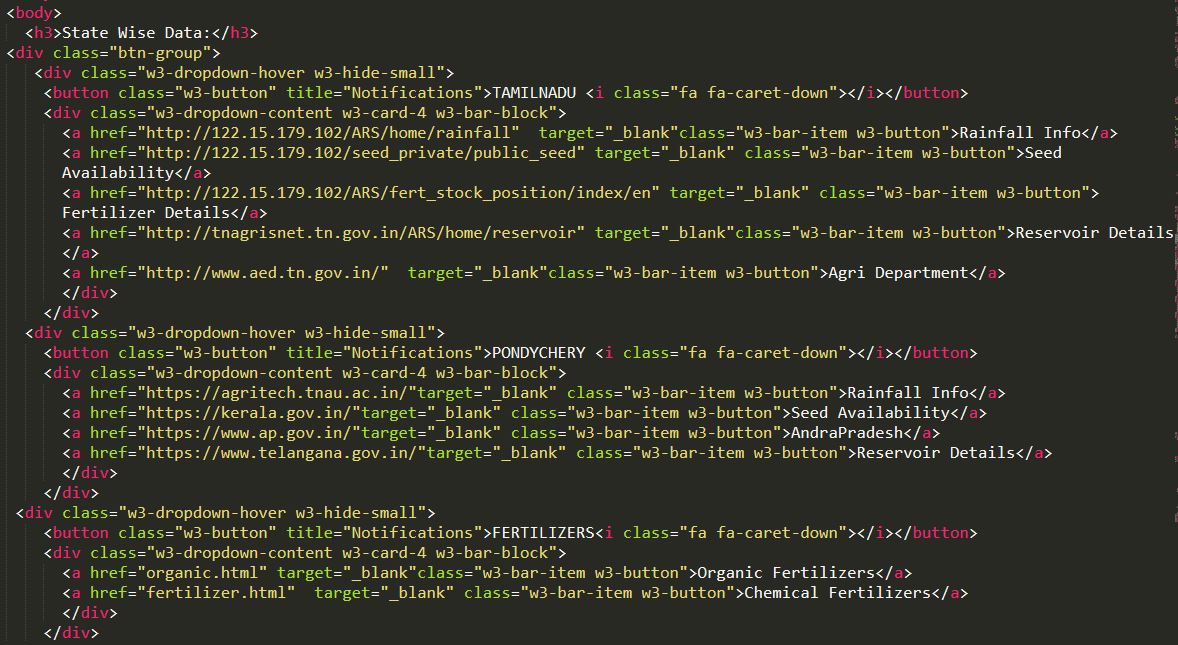 <body>
<h3>State Wise Data:</h3>
<div class="btn-group">
<div class="w3-dropdown-hover w3-hide-small">
<button class="w3-button" title="Notifications">TAMILNADU <i class="fa fa-caret-down"></i></button>
<div class="w3-dropdown-content w3-card-4 w3-bar-block">
<a href="http://122.15.179.102/ARS/home/rainfall"  target="_blank"class="w3-bar-item w3-button">Rainfall Info</a>
<a href="http://122.15.179.102/seed_private/public_seed" target="_blank" class="w3-bar-item w3-button">Seed
Availability</a>
<a href="http://122.15.179.102/ARS/fert_stock_position/index/en" target="_blank" class="w3-bar-item w3-button">
Fertilizer Details</a>
<a href="http://tnagrisnet.tn.gov.in/ARS/home/reservoir" target="_blank"class="w3-bar-item w3-button">Reservoir Details
</a>
<a href="http://www.aed.tn.gov.in/"  target="_blank"class="w3-bar-item w3-button">Agri Department</a>
</div>
</div>
<div class="w3-dropdown-hover w3-hide-small">
<button class="w3-button" title="Notifications">PONDYCHERY <i class="fa fa-caret-down"></i></button>
<div class="w3-dropdown-content w3-card-4 w3-bar-block">
<a href="https://agritech.tnau.ac.in/"target="_blank" class="w3-bar-item w3-button">Rainfall Info</a>
<a href="https://kerala.gov.in/"target="_blank" class="w3-bar-item w3-button">Seed Availability</a>
<a href="https://www.ap.gov.in/"target="_blank" class="w3-bar-item w3-button">AndraPradesh</a>
<a href="https://www.telangana.gov.in/"target="_blank" class="w3-bar-item w3-button">Reservoir Details</a>
</div>
</div>
<div class="w3-dropdown-hover w3-hide-small">
<button class="w3-button" title="Notifications">FERTILIZERS<i class="fa fa-caret-down"></i></button>
<div class="w3-dropdown-content w3-card-4 w3-bar-block">
<a href="organic.html" target="_blank"class="w3-bar-item w3-button">Organic Fertilizers</a>
<a href="fertilizer.html"  target="_blank" class="w3-bar-item w3-button">Chemical Fertilizers</a>
</div>
</div>